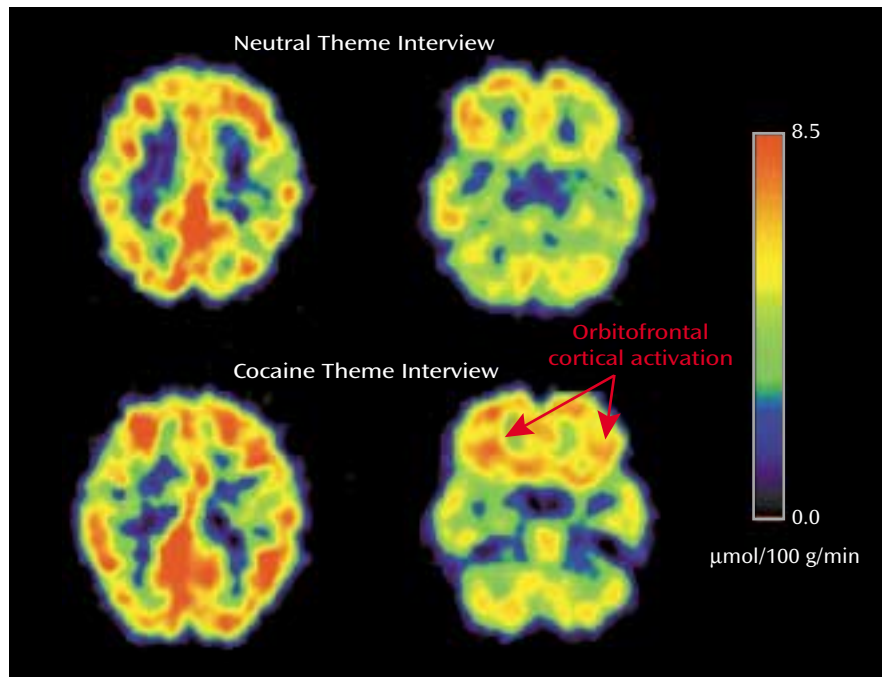 Neutral Theme Interview
8.5
Orbitofrontal
cortical activation
Cocaine Theme Interview
0.0
μmol/100 g/min